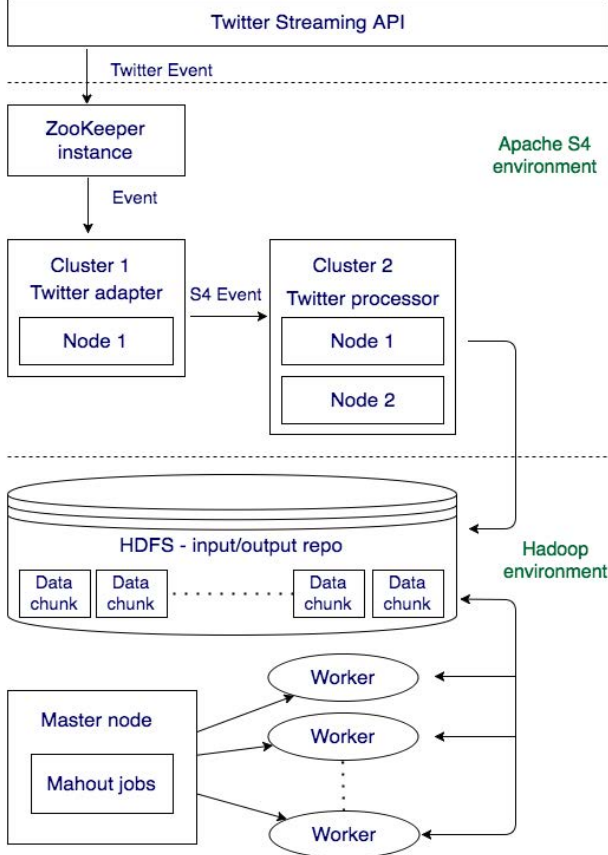 Twitter Streaming API
Twitter Event
ZooKeeper
instance
Apache S4
environment
Event
Cluster 1
Twitter adapter
Node 1
S4 Event
Cluster 2
Twitter processor
Node 1
Node 2
HDFS - input/output repo
Data
chunk
Data
chunk
Data
chunk
Data
chunk
Hadoop
environment
Master node
Mahout jobs
Worker
Worker
Worker